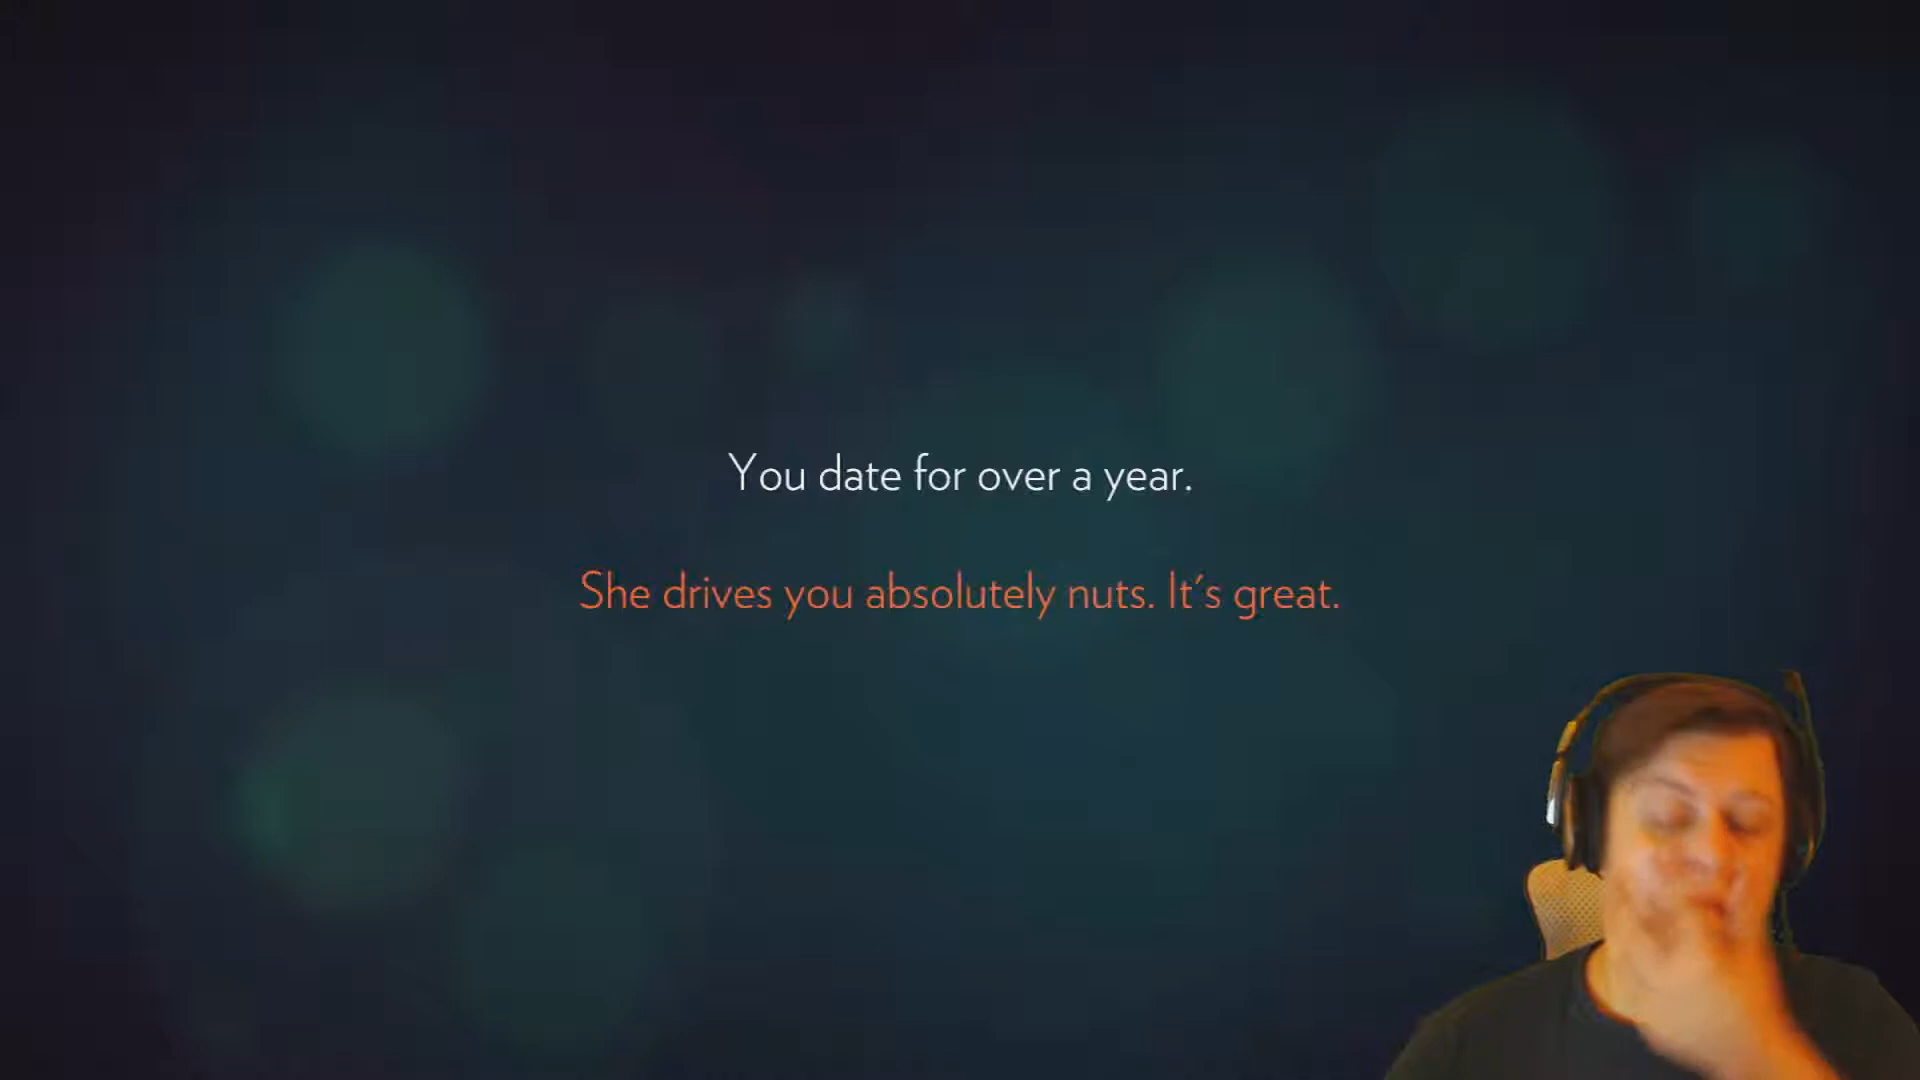 You date for over a year.
She drives you absolutely nuts. It's great.